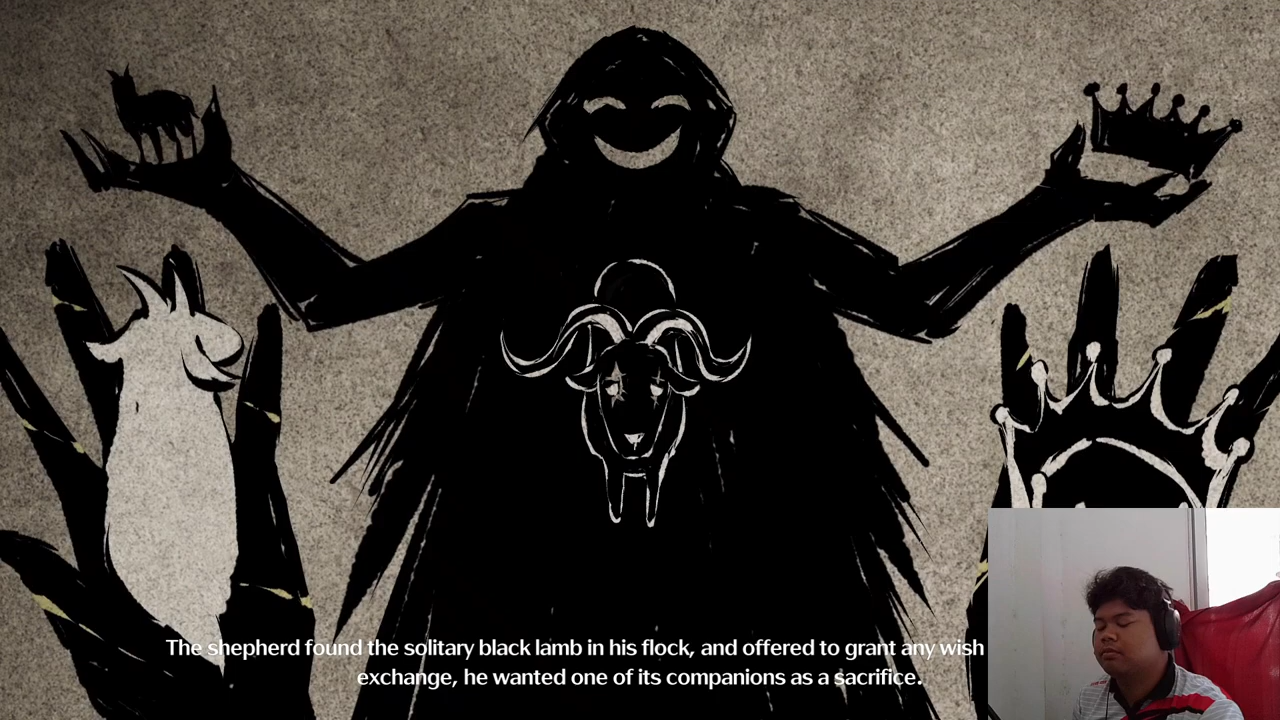 The shepherd found the solitary black lamb in his flock, and offered to grant any wish
exchange, he wanted one of its companions as a sacrifice.